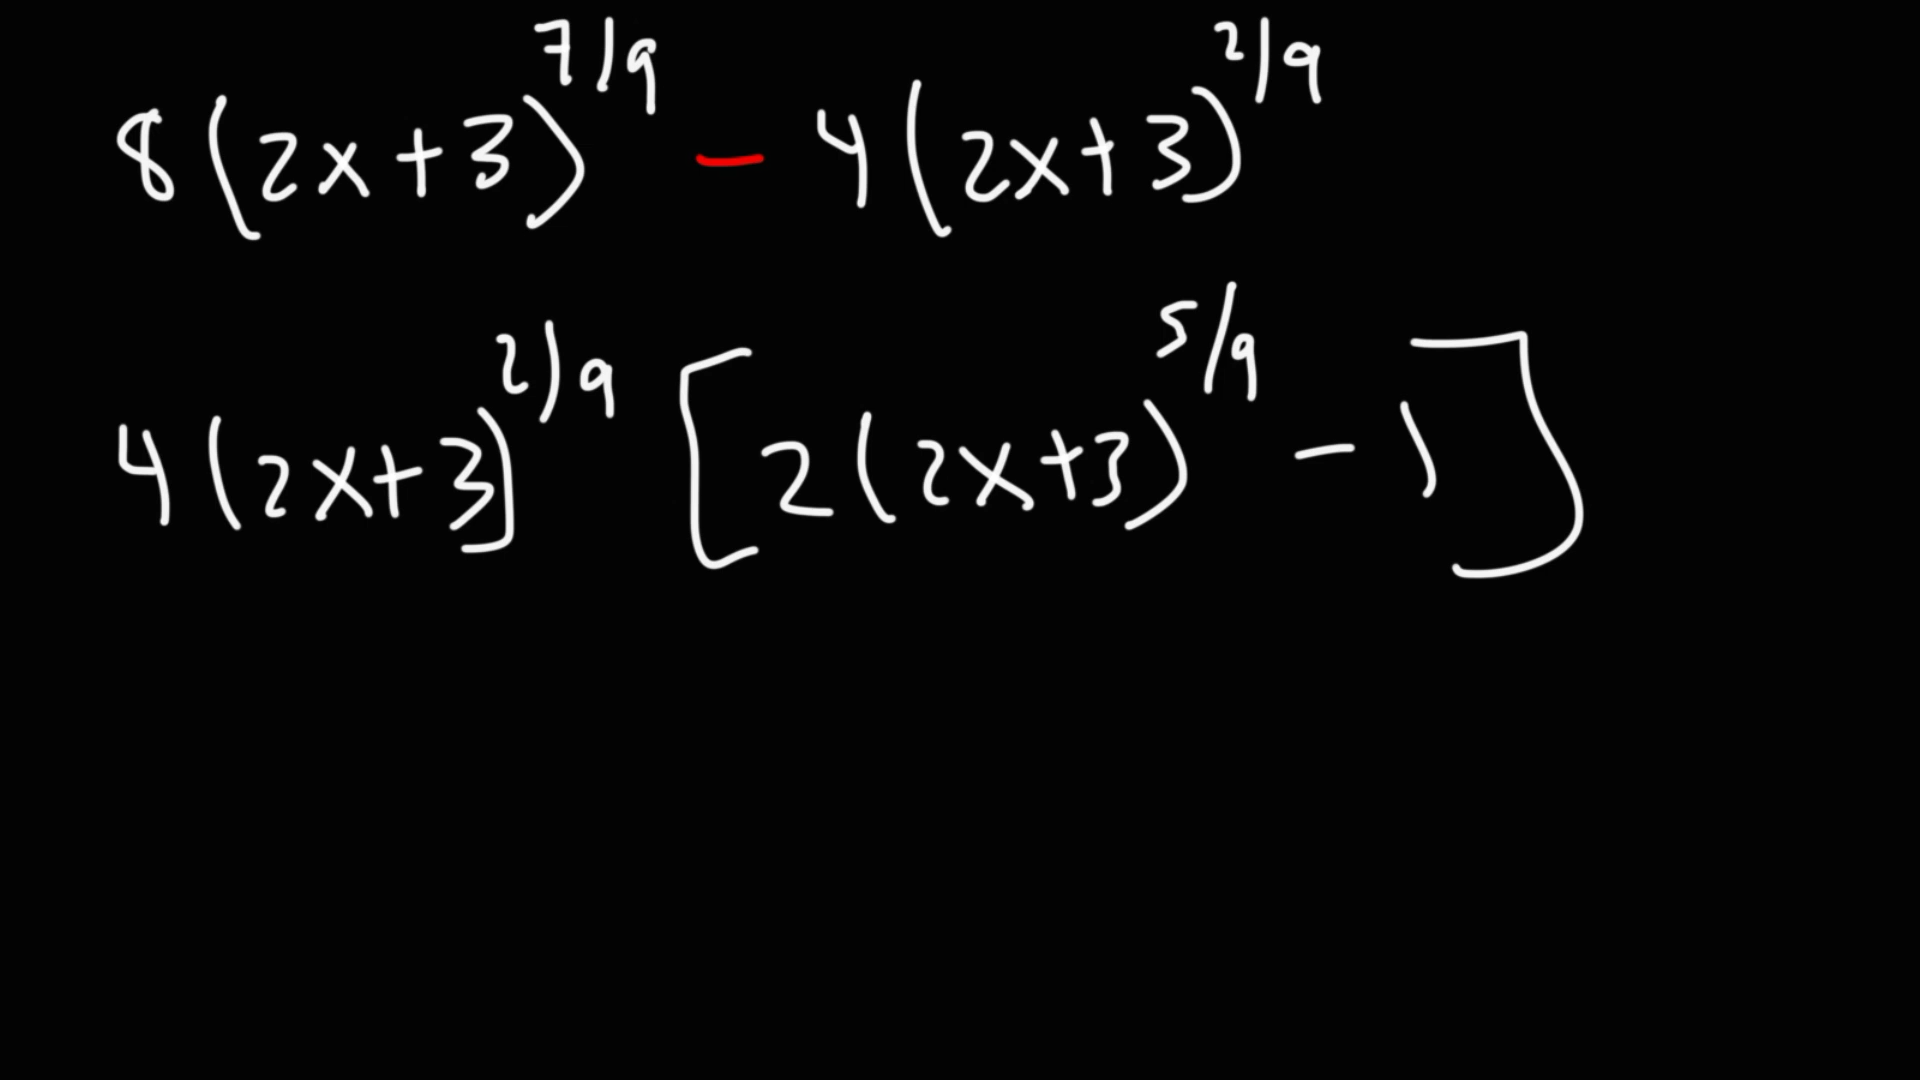 8(2x+3)^{7/9} - 4(2x+3)^{2/9}
4(2x+3)^{2/9} [2(2x+3)^{5/9} - 1]